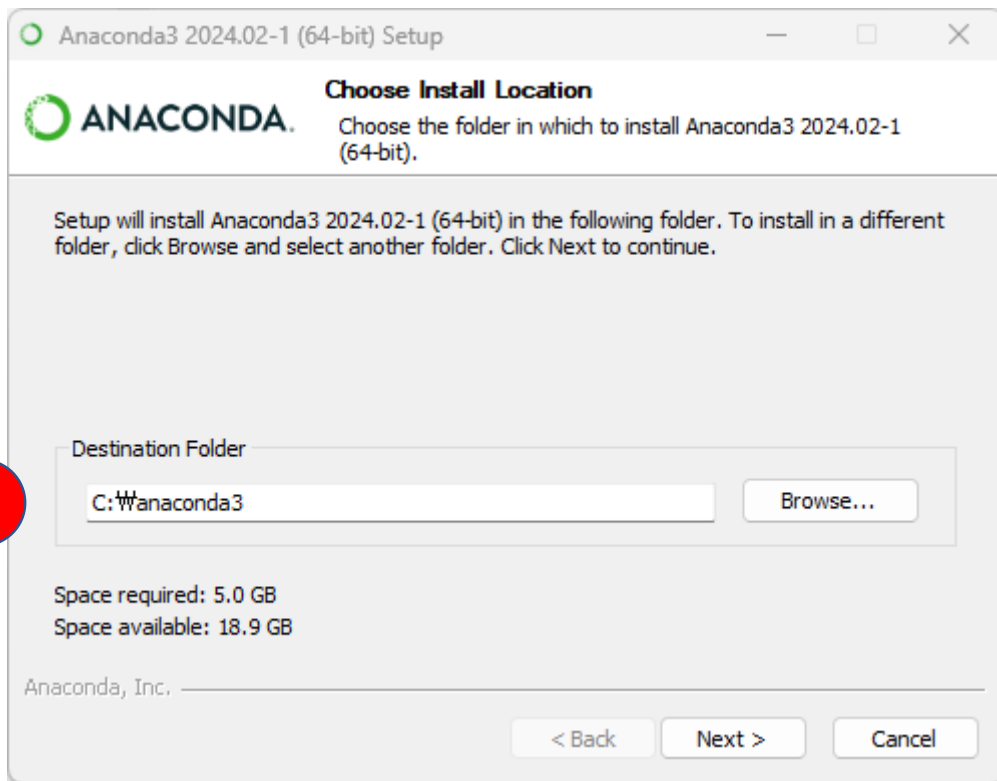 Anaconda3 2024.02-1 (64-bit) Setup
ANACONDA.
Choose Install Location
Choose the folder in which to install Anaconda3 2024.02-1
(64-bit).
Setup will install Anaconda3 2024.02-1 (64-bit) in the following folder. To install in a different
folder, click Browse and select another folder. Click Next to continue.
Destination Folder
C:₩anaconda3
Browse...
Space required: 5.0 GB
Space available: 18.9 GB
Anaconda, Inc.
< Back
Next >
Cancel